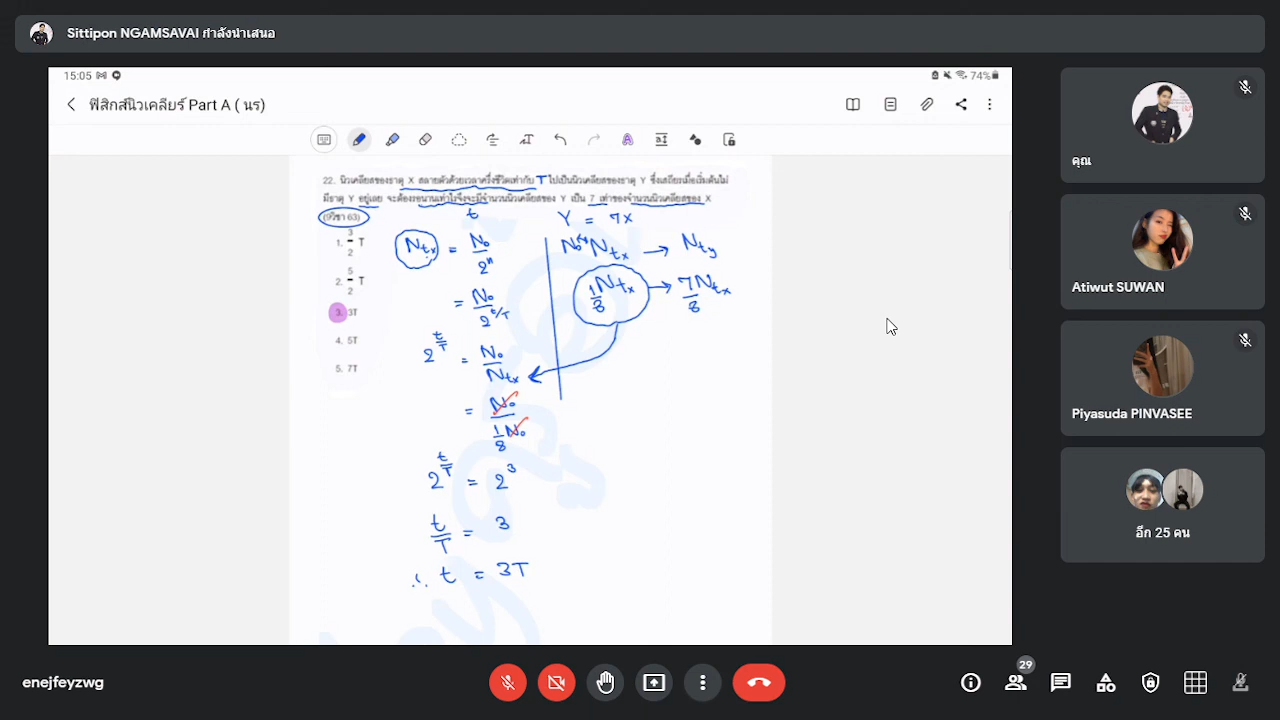 Sittipon NGAMSAVAI กำลังนำเสนอ
15:05
74%
ฟิสิกส์นิวเคลียร์ Part A ( นร)
22. นิวเคลียสของธาตุ X สลายตัวด้วยเวลาครึ่งชีวิตเท่ากับ T ไปเป็นนิวเคลียสของธาตุ Y ซึ่งเสถียรเมื่อเริ่มต้นไม่
มีธาตุ Y อยู่เลย จะต้องรอนานเท่าไรจึงจะมีจำนวนนิวเคลียสของ Y เป็น 7 เท่าของจำนวนนิวเคลียสของ X
(9วิชา 63)
t
1. 3/2 T
2. 5/2 T
3. 3T
4. 5T
5. 7T
Ntx = N₀/2ⁿ
= N₀/2^(t/T)
2^(t/T) = N₀/Ntx
= N₀/(1/8 N₀)
2^(t/T) = 2³
t/T = 3
∴ t = 3T
Y = 7X
Ntx → Nty
1/8 Ntx → 7/8 Ntx
คุณ
Atiwut SUWAN
Piyasuda PINVASEE
อีก 25 คน
enejfeyzwg
29